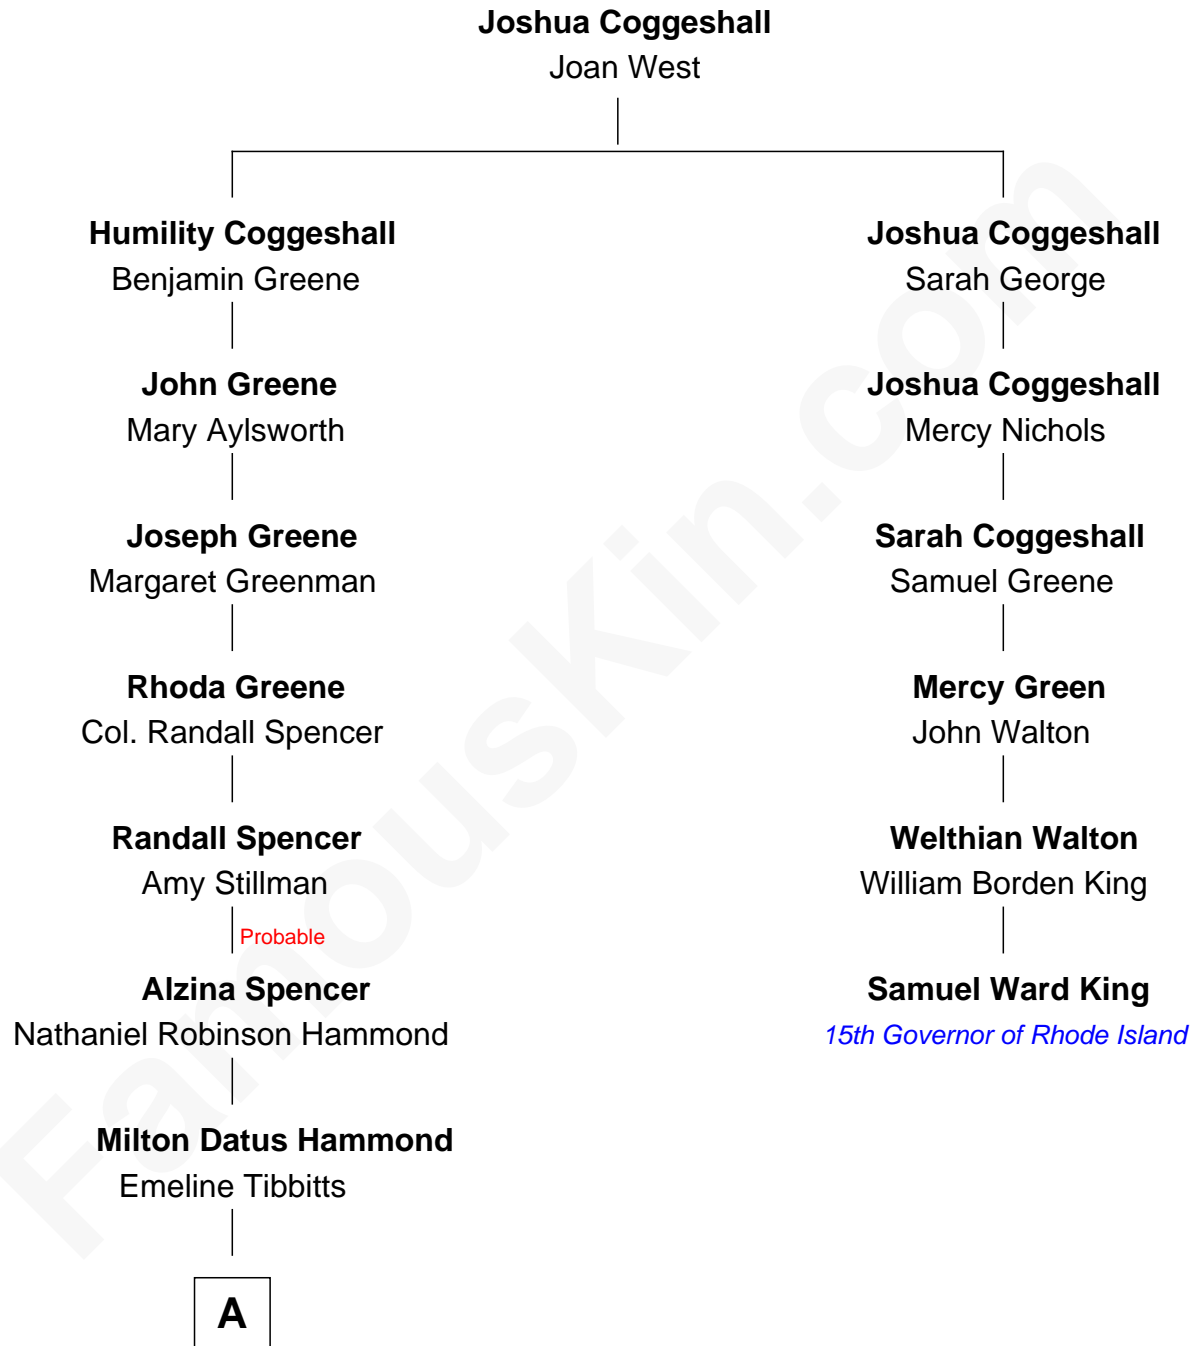 Joshua Coggeshall
Joan West
Humility Coggeshall
Benjamin Greene
Joshua Coggeshall
Sarah George
John Greene
Mary Aylsworth
Joshua Coggeshall
Mercy Nichols
Joseph Greene
Margaret Greenman
Sarah Coggeshall
Samuel Greene
Rhoda Greene
Col. Randall Spencer
Mercy Green
John Walton
Randall Spencer
Amy Stillman
Welthian Walton
William Borden King
Probable
Alzina Spencer
Nathaniel Robinson Hammond
Samuel Ward King
15th Governor of Rhode Island
Milton Datus Hammond
Emeline Tibbitts
A
FamousKin.com